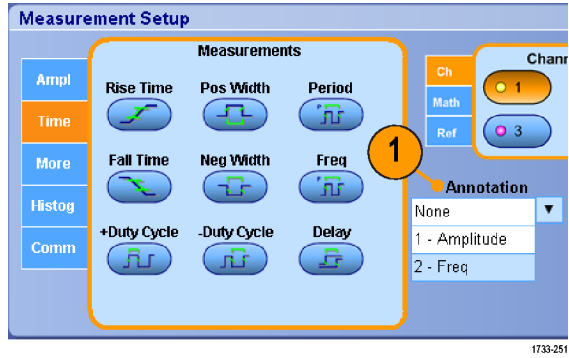 Measurement Setup
Measurements
Ampl
Time
More
Histog
Comm
Rise Time Pos Width Period
Fall Time Neg Width Freq
+Duty Cycle -Duty Cycle Delay
Chann
Ch
Math
Ref
1
3
1
Annotation
None
1 - Amplitude
2 - Freq
1733-251